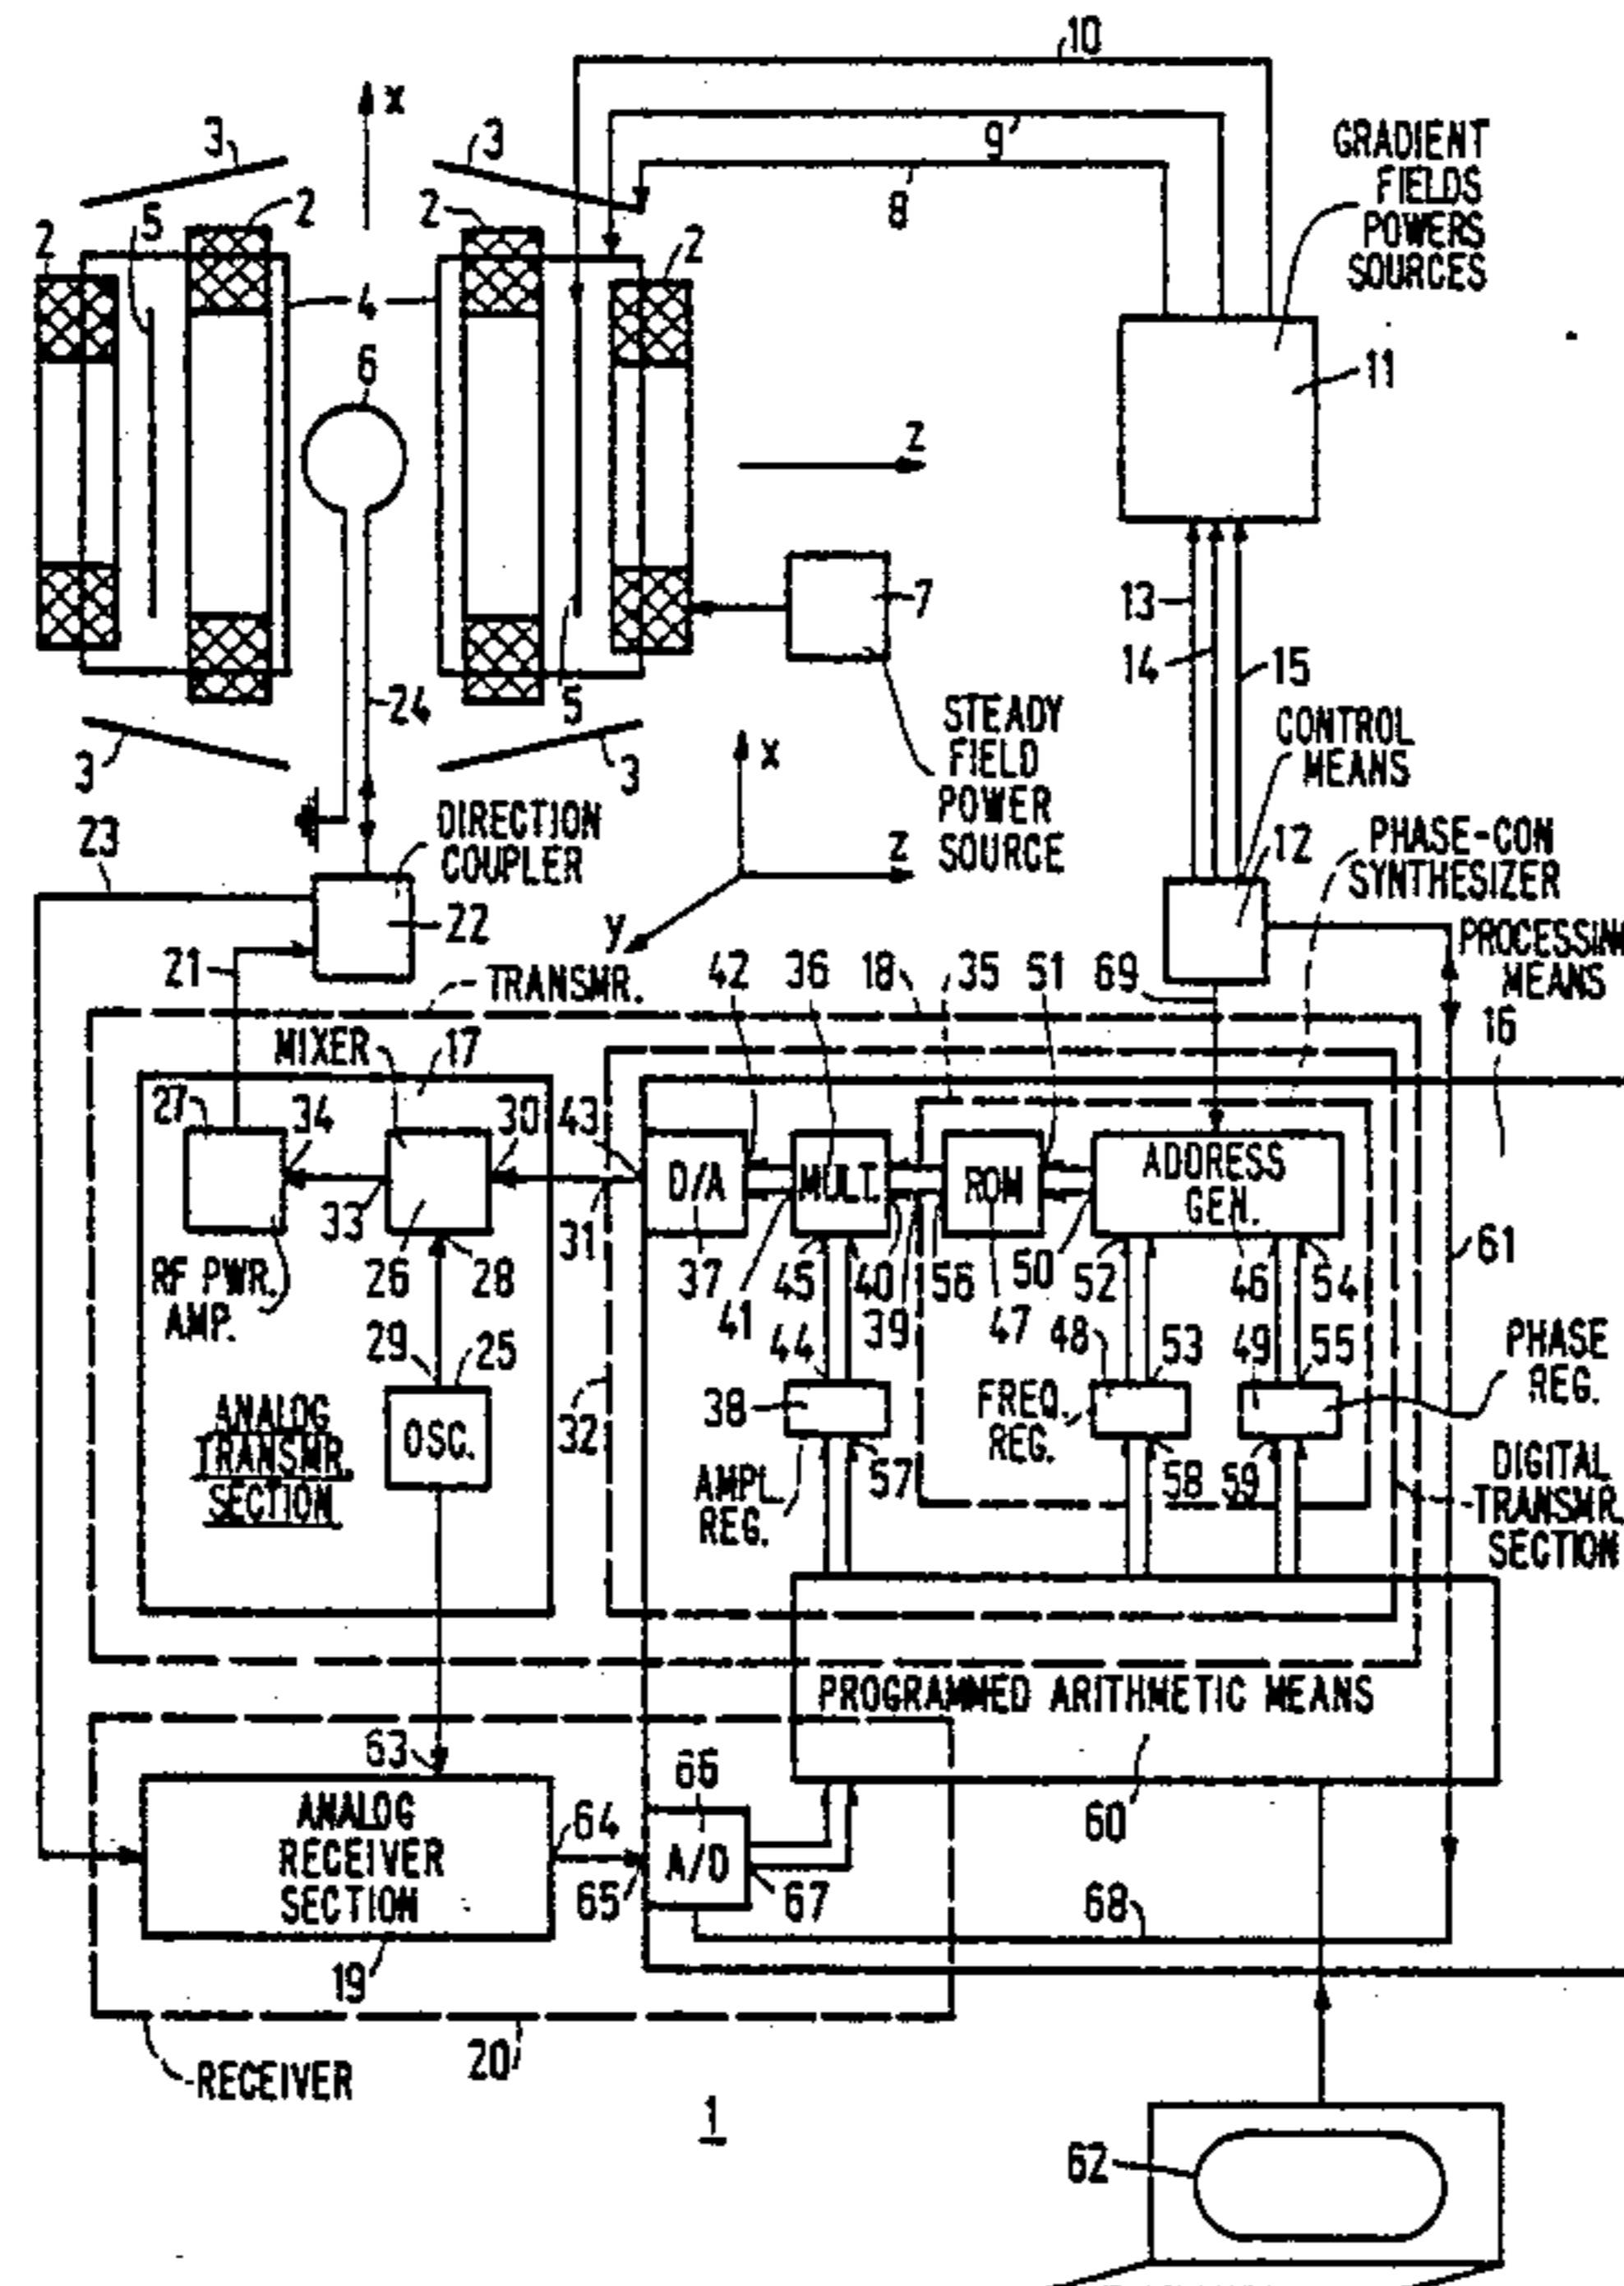 10
x
9
GRADIENT
FIELDS
POWERS
SOURCES
3
3
8
2
5
2
2
2
4
6
11
z
13
7
14
15
24
5
STEADY
FIELD
POWER
SOURCE
x
CONTROL
MEANS
3
3
23
DIRECTION
COUPLER
z
12
PHASE-CON
SYNTHESIZER
22
y
PROCESSING
MEANS
16
21
TRANSMR.
42
36
18
35
51
69
MIXER
17
27
34
30
43
D/A
MULT.
ROM
ADDRESS
GEN.
33
31
61
26
28
37
41
45
40
39
56
50
52
46
54
RF PWR.
AMP.
47
48
53
49
55
PHASE
REG.
29
25
44
ANALOG
TRANSMR.
SECTION
OSC.
32
38
FREQ.
REG.
AMPL.
REG.
57
58
59
DIGITAL
TRANSMR.
SECTION
PROGRAMMED ARITHMETIC MEANS
63
66
60
ANALOG
RECEIVER
SECTION
64
A/D
65
67
68
19
20
RECEIVER
1
62